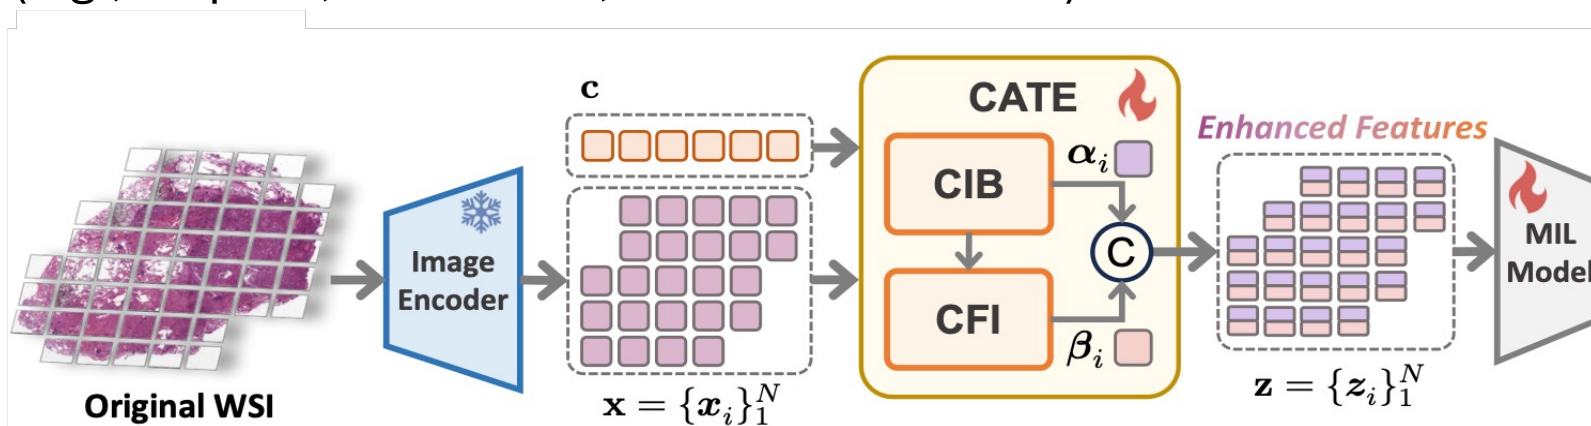 c
CATE
Enhanced Features
α_i
CIB
Image
Encoder
C
MIL
Model
CFI
β_i
Original WSI
x = {x_i}_1^N
z = {z_i}_1^N